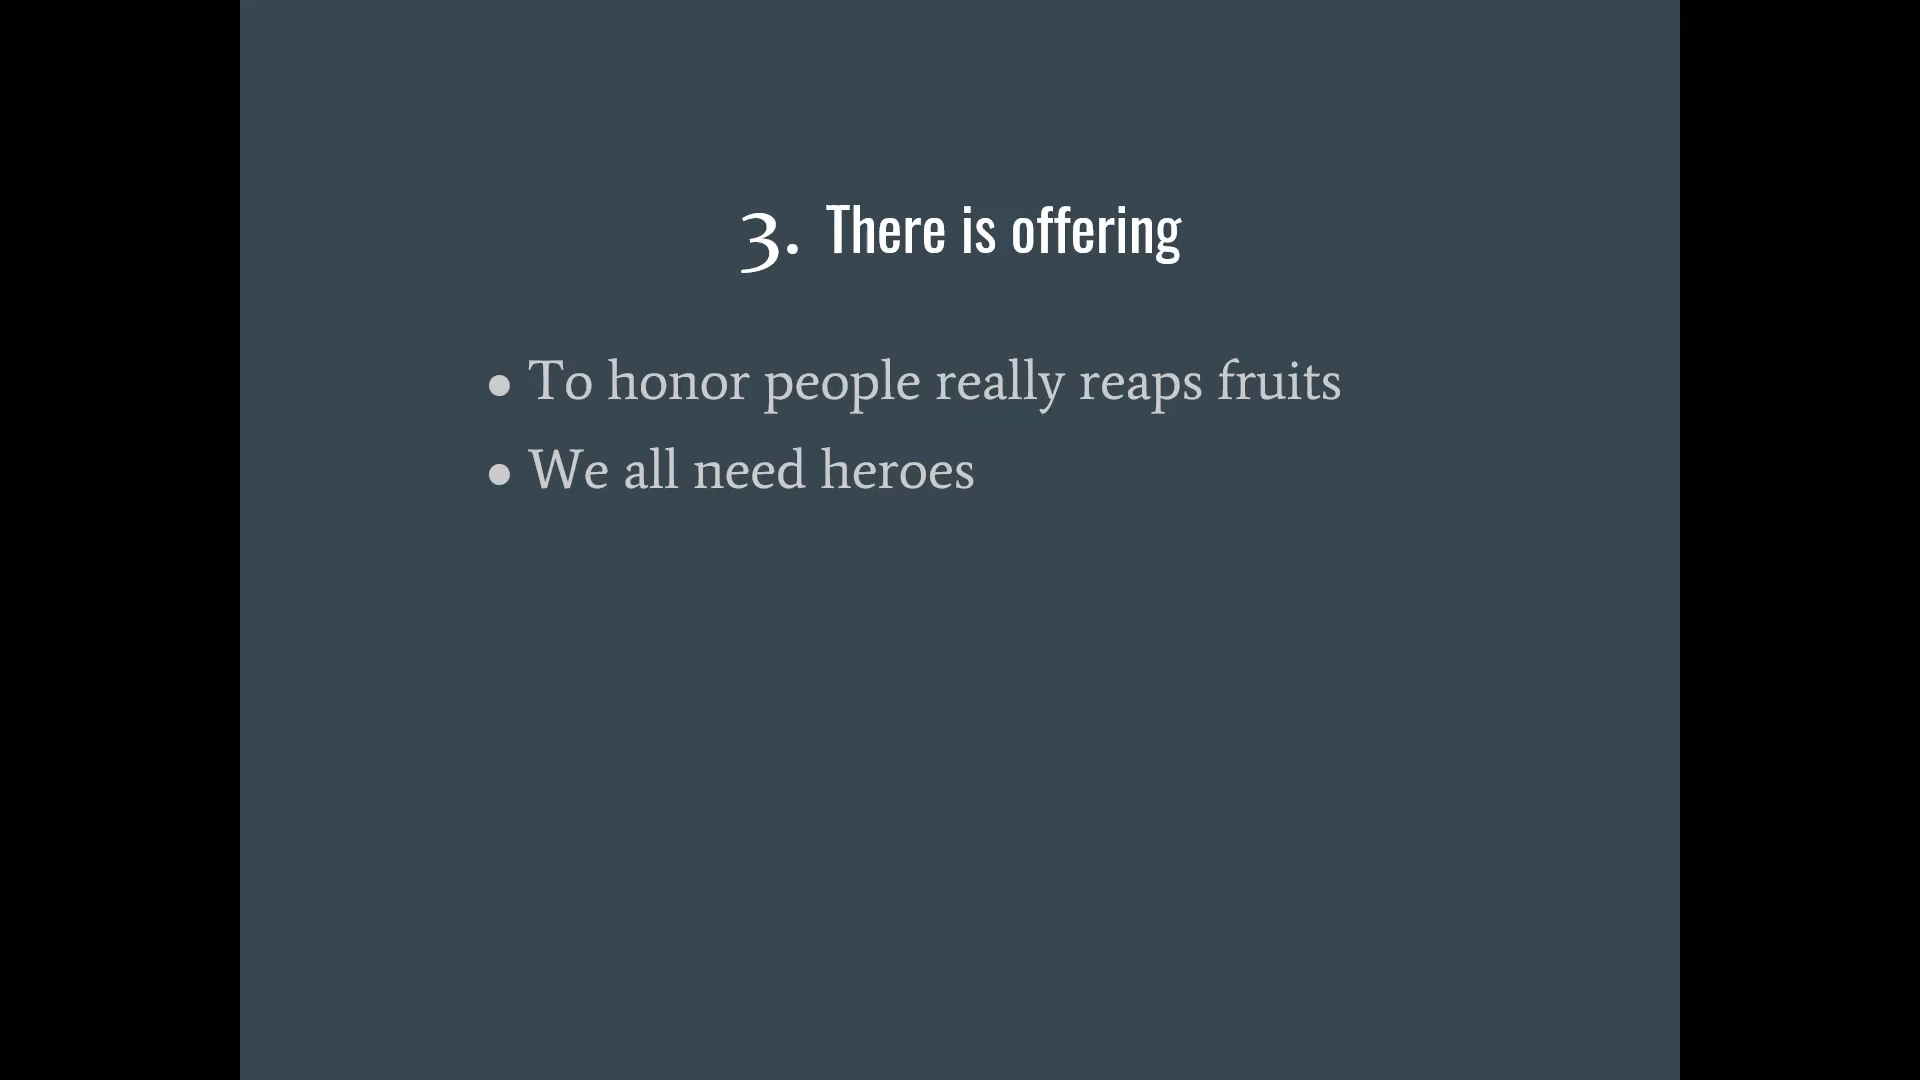 3. There is offering
● To honor people really reaps fruits
● We all need heroes